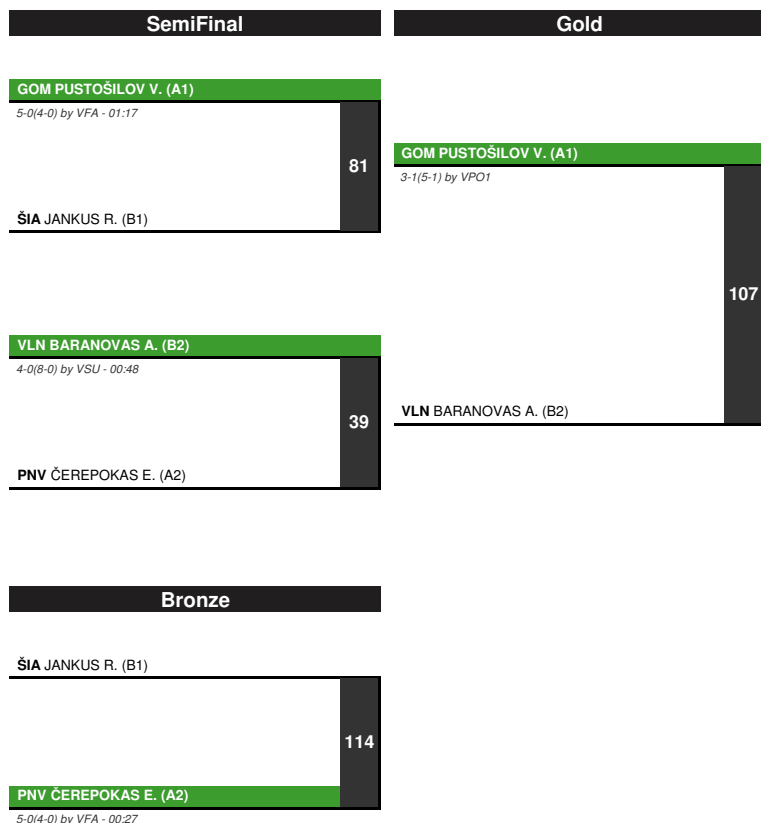 SemiFinal
Gold
GOM PUSTOŠILOV V. (A1)
5-0(4-0) by VFA - 01:17
81
ŠIA JANKUS R. (B1)
GOM PUSTOŠILOV V. (A1)
3-1(5-1) by VPO1
107
VLN BARANOVAS A. (B2)
VLN BARANOVAS A. (B2)
4-0(8-0) by VSU - 00:48
39
PNV ČEREPOKAS E. (A2)
Bronze
ŠIA JANKUS R. (B1)
114
PNV ČEREPOKAS E. (A2)
5-0(4-0) by VFA - 00:27